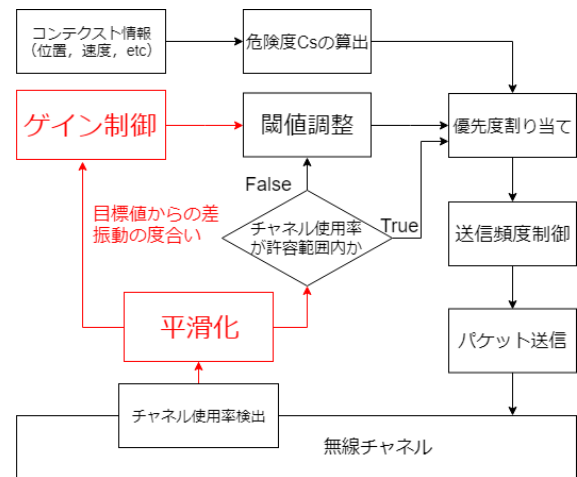 コンテクスト情報
（位置，速度，etc）
危険度Csの算出
ゲイン制御
閾値調整
優先度割り当て
False
目標値からの差
振動の度合い
チャネル使用率
が許容範囲内か
True
送信頻度制御
平滑化
パケット送信
チャネル使用率検出
無線チャネル